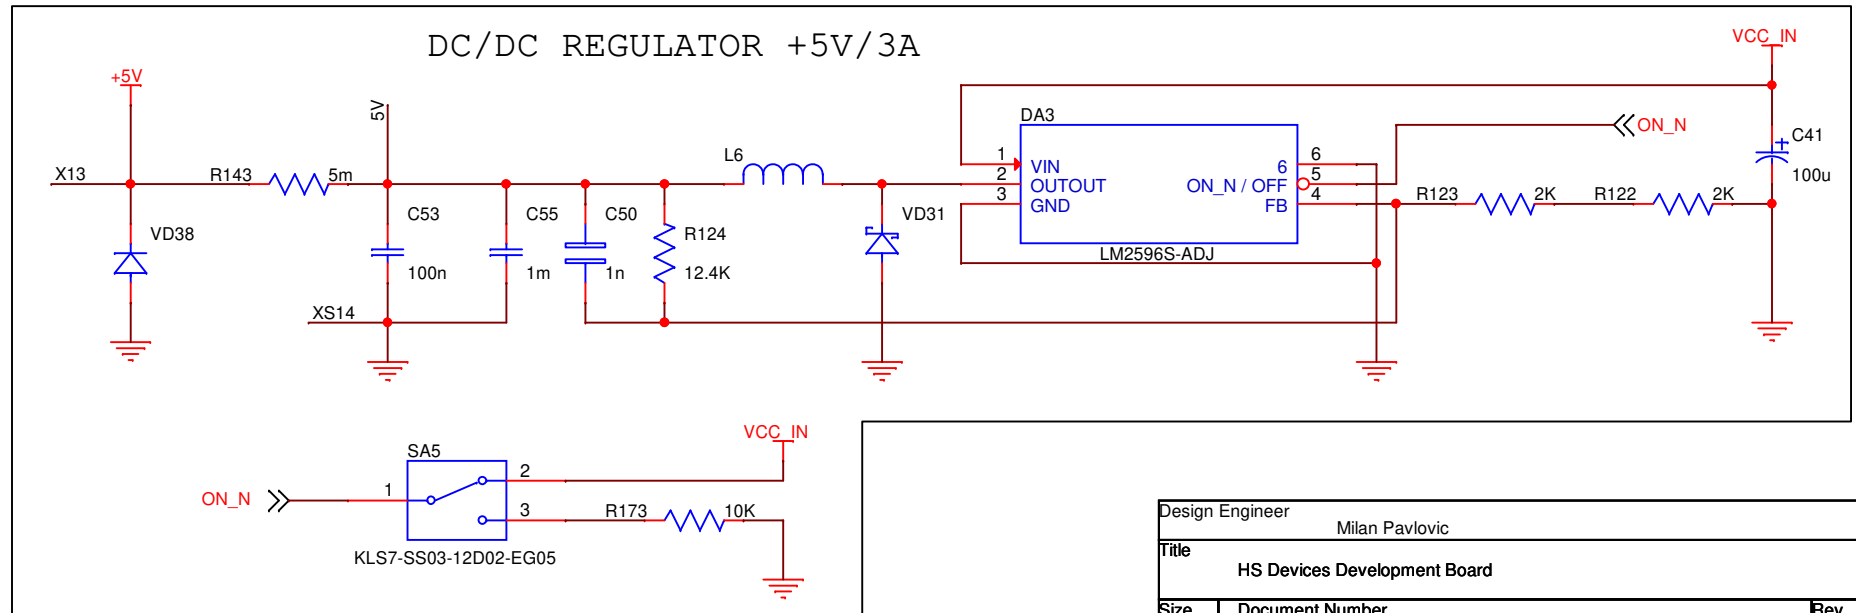 DC/DC REGULATOR +5V/3A
VCC_IN
+5V
5V
DA3
ON_N
C41
100u
X13
R143
5m
L6
1
2
3
VIN
OUTOUT
GND
6
ON_N / OFF
FB
6
5
4
R123
2K
R122
2K
LM2596S-ADJ
VD38
C53
100n
C55
1m
C50
1n
R124
12.4K
VD31
XS14
VCC_IN
SA5
ON_N
1
2
3
R173
10K
KLS7-SS03-12D02-EG05
Design Engineer
Milan Pavlovic
Title
HS Devices Development Board
Size
Document Number
Rev